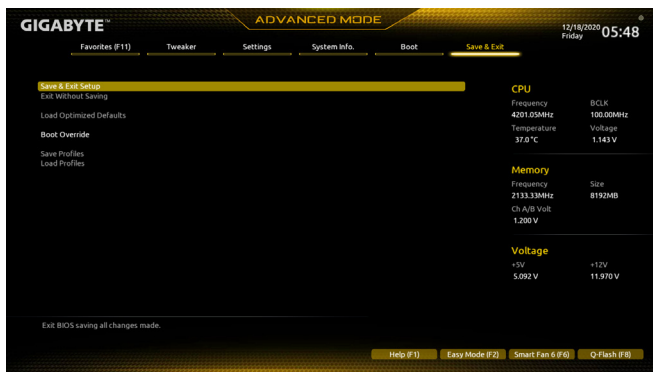 GIGABYTE™
ADVANCED MODE
12/18/2020
Friday
05:48
Favorites (F11) Tweaker Settings System Info. Boot Save & Exit
Save & Exit Setup
Exit Without Saving
Load Optimized Defaults
Boot Override
Save Profiles
Load Profiles
CPU
Frequency BCLK
4201.05MHz 100.00MHz
Temperature Voltage
37.0 °C 1.143 V
Memory
Frequency Size
2133.33MHz 8192MB
Ch A/B Volt
1.200 V
Voltage
+5V +12V
5.092 V 11.970 V
Exit BIOS saving all changes made.
Help (F1) Easy Mode (F2) Smart Fan 6 (F6) Q-Flash (F8)